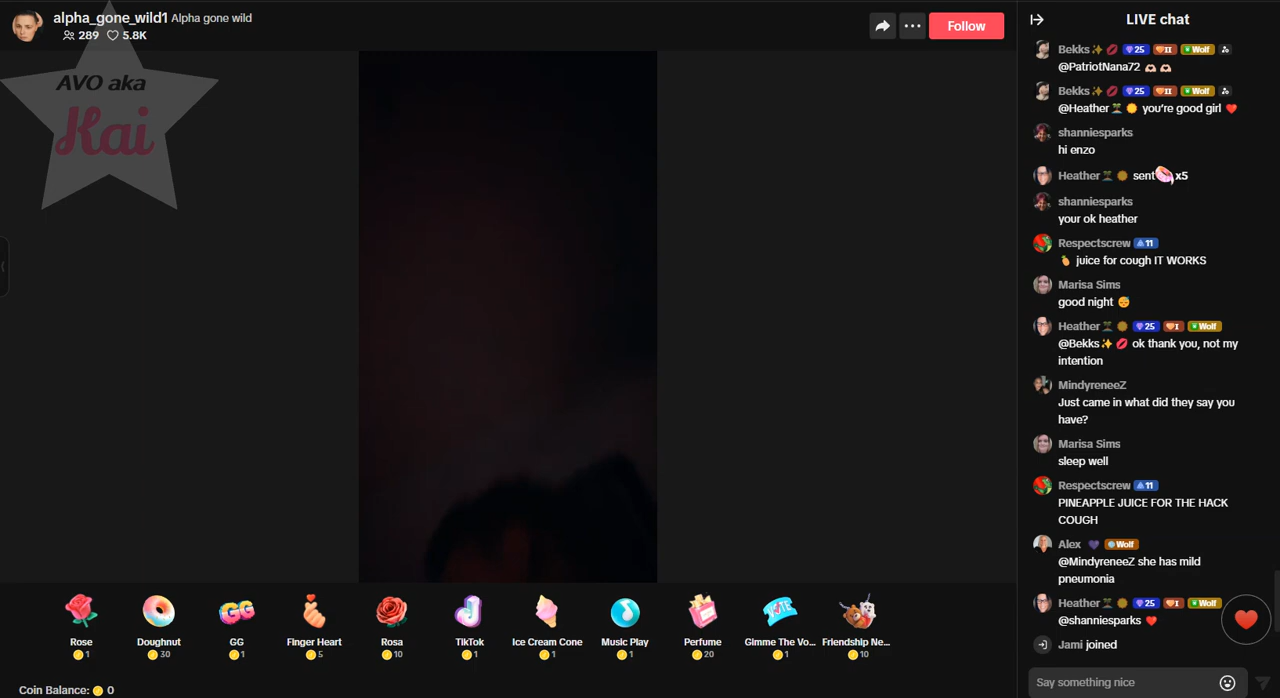 alpha_gone_wild1 Alpha gone wild
289 5.8K
Follow
AVO aka
Kai
LIVE chat
Bekks✨💋 25 II Wolf
@PatriotNana72 🫶🏻 🫶🏻
Bekks✨💋 25 II Wolf
@Heather🏝️☀️ you're good girl ❤️
shanniesparks
hi enzo
Heather sent x5
shanniesparks
your ok heather
Respectscrew 11
🍍 juice for cough IT WORKS
Marisa Sims
good night 😴
Heather 25 I Wolf
@Bekks✨💋 ok thank you, not my
intention
MindyreneeZ
Just came in what did they say you
have?
Marisa Sims
sleep well
Respectscrew 11
PINEAPPLE JUICE FOR THE HACK
COUGH
Alex Wolf
@MindyreneeZ she has mild
pneumonia
Heather 25 I Wolf
@shanniesparks ❤️
Jami joined
Say something nice
GG
Rose Doughnut GG Finger Heart Rosa TikTok Ice Cream Cone Music Play Perfume Gimme The Vo... Friendship Ne...
1 30 1 5 10 1 1 1 20 1 10
Coin Balance: 0